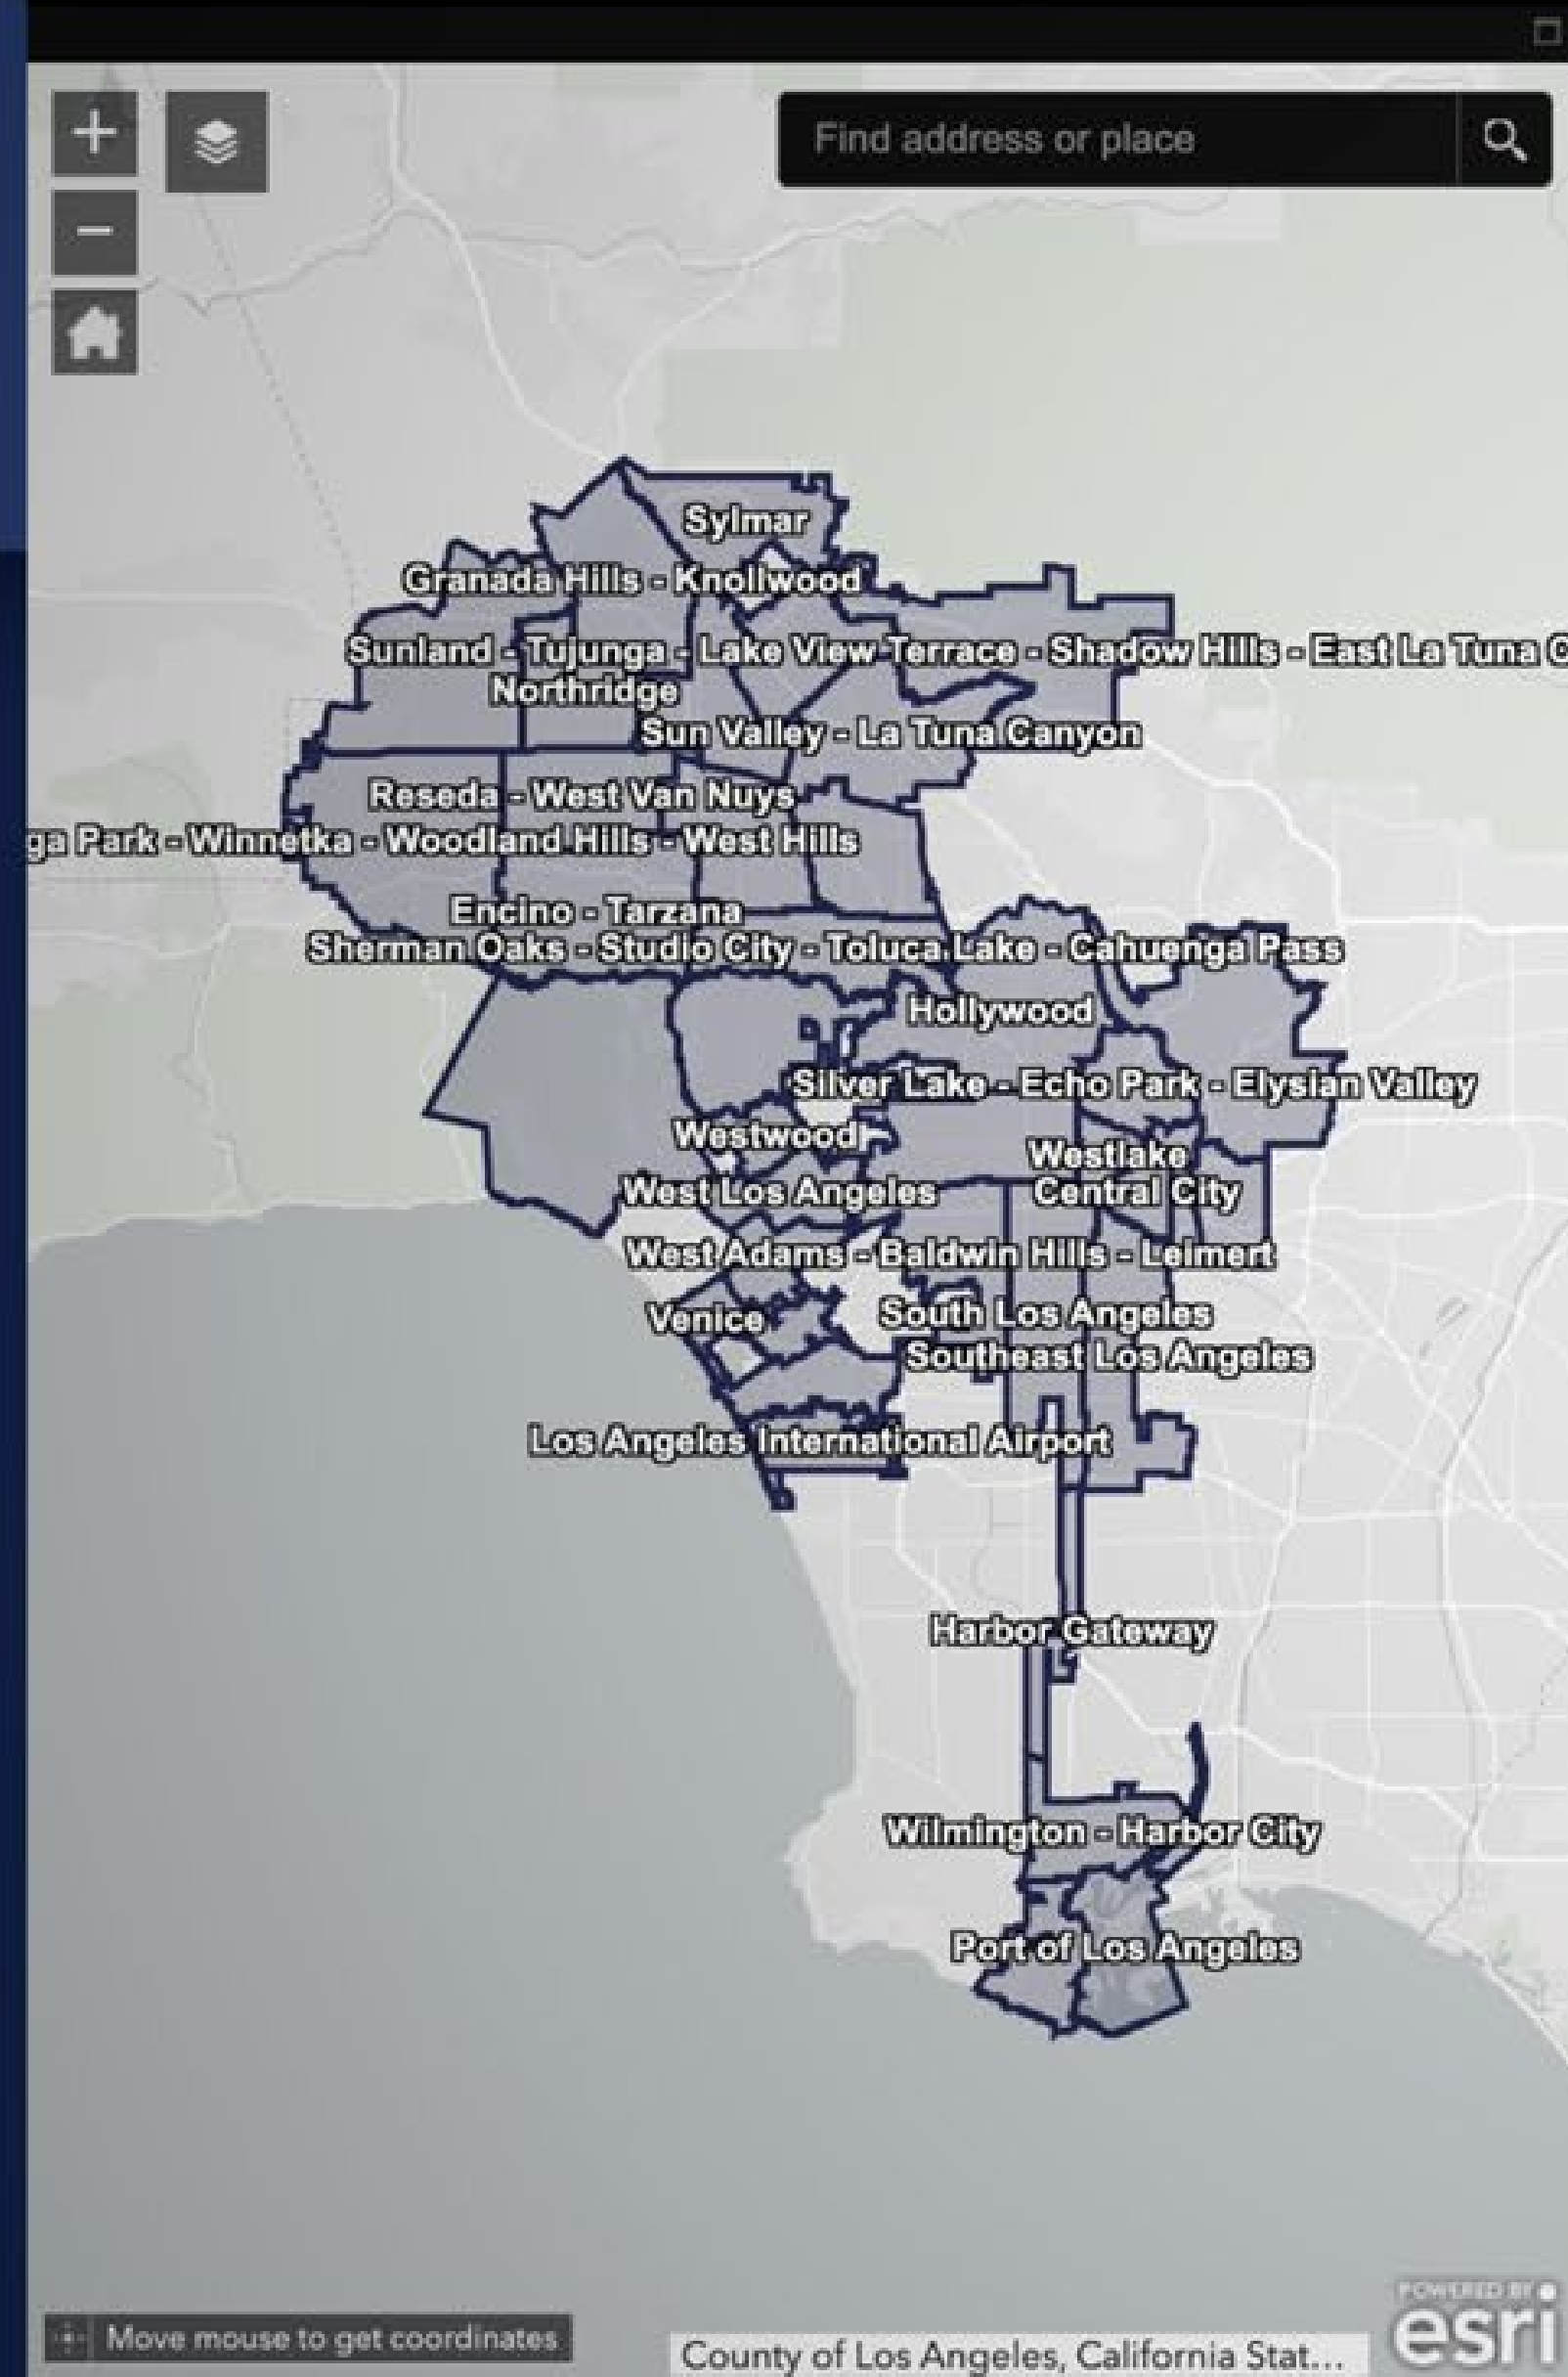 Find address or place
Sylmar
Granada Hills - Knollwood
Sunland - Tujunga - Lake View Terrace - Shadow Hills - East La Tuna C
Northridge
Sun Valley - La Tuna Canyon
Reseda - West Van Nuys
ga Park - Winnetka - Woodland Hills - West Hills
Encino - Tarzana
Sherman Oaks - Studio City - Toluca Lake - Cahuenga Pass
Hollywood
Silver Lake - Echo Park - Elysian Valley
Westwood
Westlake
West Los Angeles
Central City
West Adams - Baldwin Hills - Leimert
Venice
South Los Angeles
Southeast Los Angeles
Los Angeles International Airport
Harbor Gateway
Wilmington - Harbor City
Port of Los Angeles
POWERED BY
esri
Move mouse to get coordinates
County of Los Angeles, California Stat...